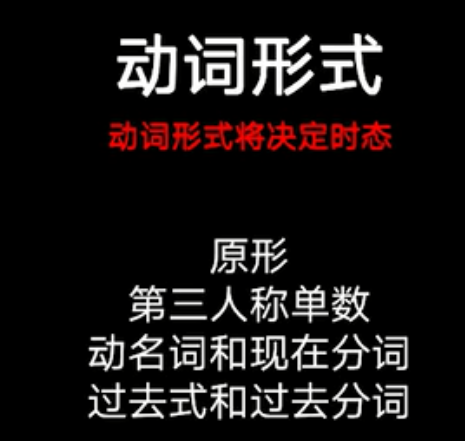 动词形式
动词形式将决定时态
原形
第三人称单数
动名词和现在分词
过去式和过去分词